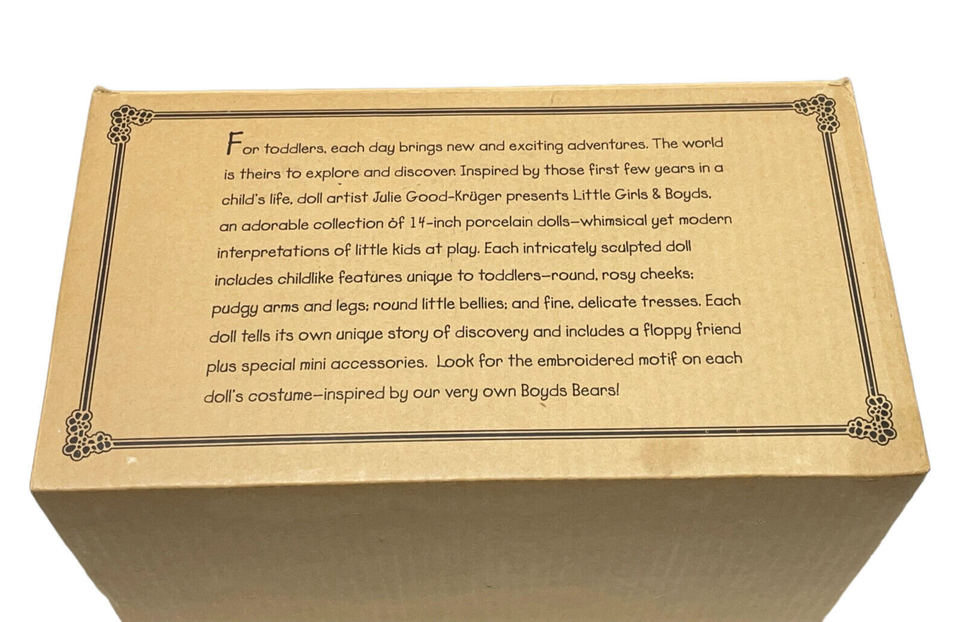 For toddlers, each day brings new and exciting adventures. The world
is theirs to explore and discover. Inspired by those first few years in a
child's life, doll artist Julie Good-Krüger presents Little Girls & Boyds,
an adorable collection of 14-inch porcelain dolls—whimsical yet modern
interpretations of little kids at play. Each intricately sculpted doll
includes childlike features unique to toddlers—round, rosy cheeks;
pudgy arms and legs; round little bellies; and fine, delicate tresses. Each
doll tells its own unique story of discovery and includes a floppy friend
plus special mini accessories. Look for the embroidered motif on each
doll's costume—inspired by our very own Boyds Bears!